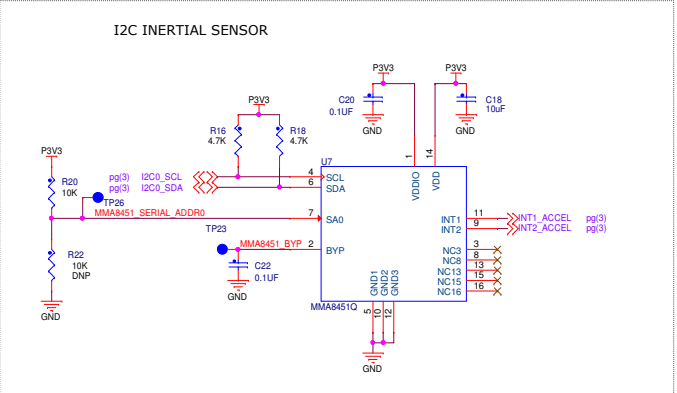 I2C INERTIAL SENSOR
P3V3
P3V3
C20
0.1UF
GND
C18
10uF
GND
P3V3
R16
4.7K
R18
4.7K
P3V3
R20
10K
pg(3) I2C0_SCL
pg(3) I2C0_SDA
TP26
MMA8451_SERIAL_ADDR0
TP23
MMA8451_BYP
C22
0.1UF
GND
R22
10K
DNP
GND
U7
4 SCL
6 SDA
7 SA0
2 BYP
1 VDDIO
14 VDD
INT1 11 INT1_ACCEL pg(3)
INT2 9 INT2_ACCEL pg(3)
NC3 3
NC8 8
NC13 13
NC15 15
NC16 16
GND1 5
GND2 10
GND3 12
MMA8451Q
GND